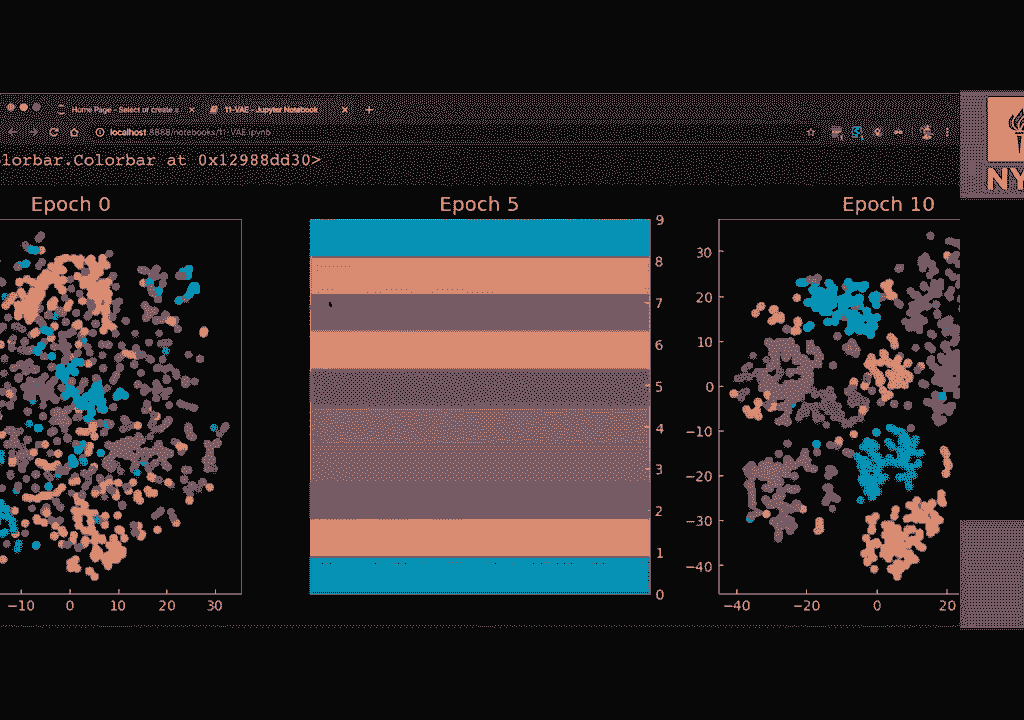 Home Page - Select or create a
11-VAE - Jupyter Notebook
localhost:8888/notebooks/11-VAE.ipynb
lorbar.Colorbar at 0x12988dd30>
NY
Epoch 0
Epoch 5
Epoch 10
−10 0 10 20 30
9
8
7
6
5
4
3
2
1
0
30
20
10
0
−10
−20
−30
−40
−40 −20 0 20